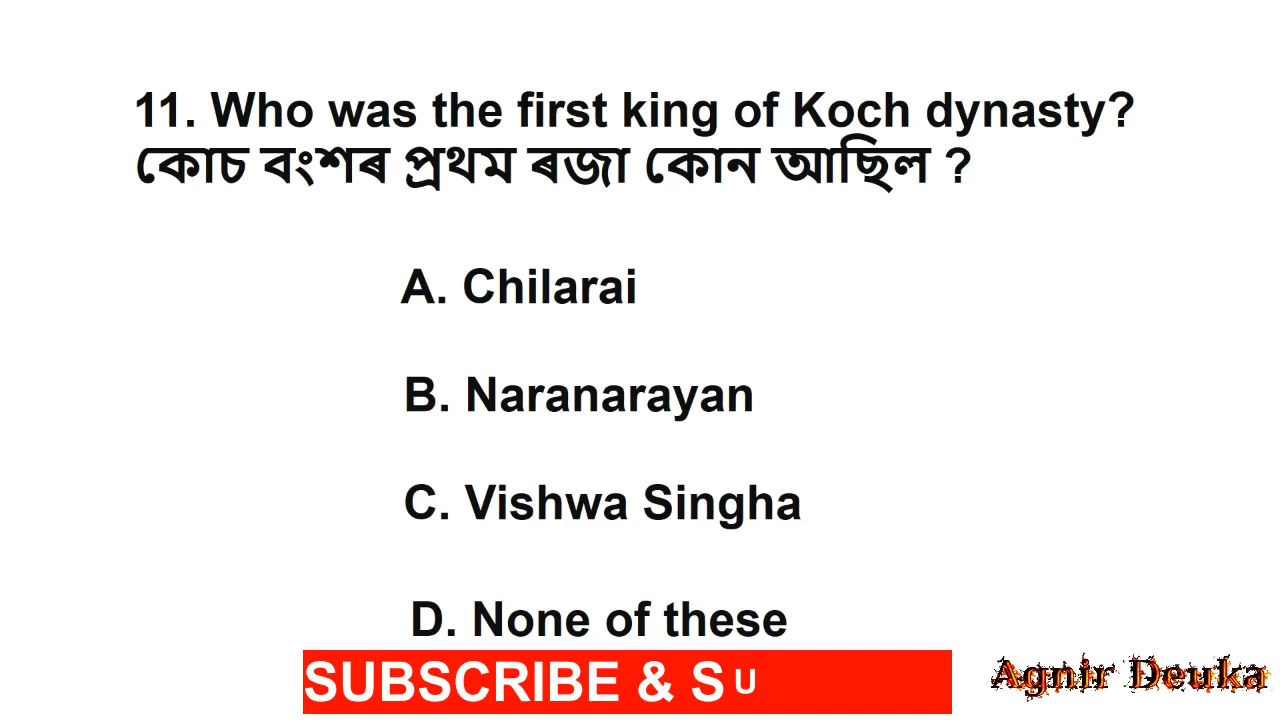 11. Who was the first king of Koch dynasty?
কোচ বংশৰ প্ৰথম ৰজা কোন আছিল ?
A. Chilarai
B. Naranarayan
C. Vishwa Singha
D. None of these
SUBSCRIBE & S U
Agnir Deuka